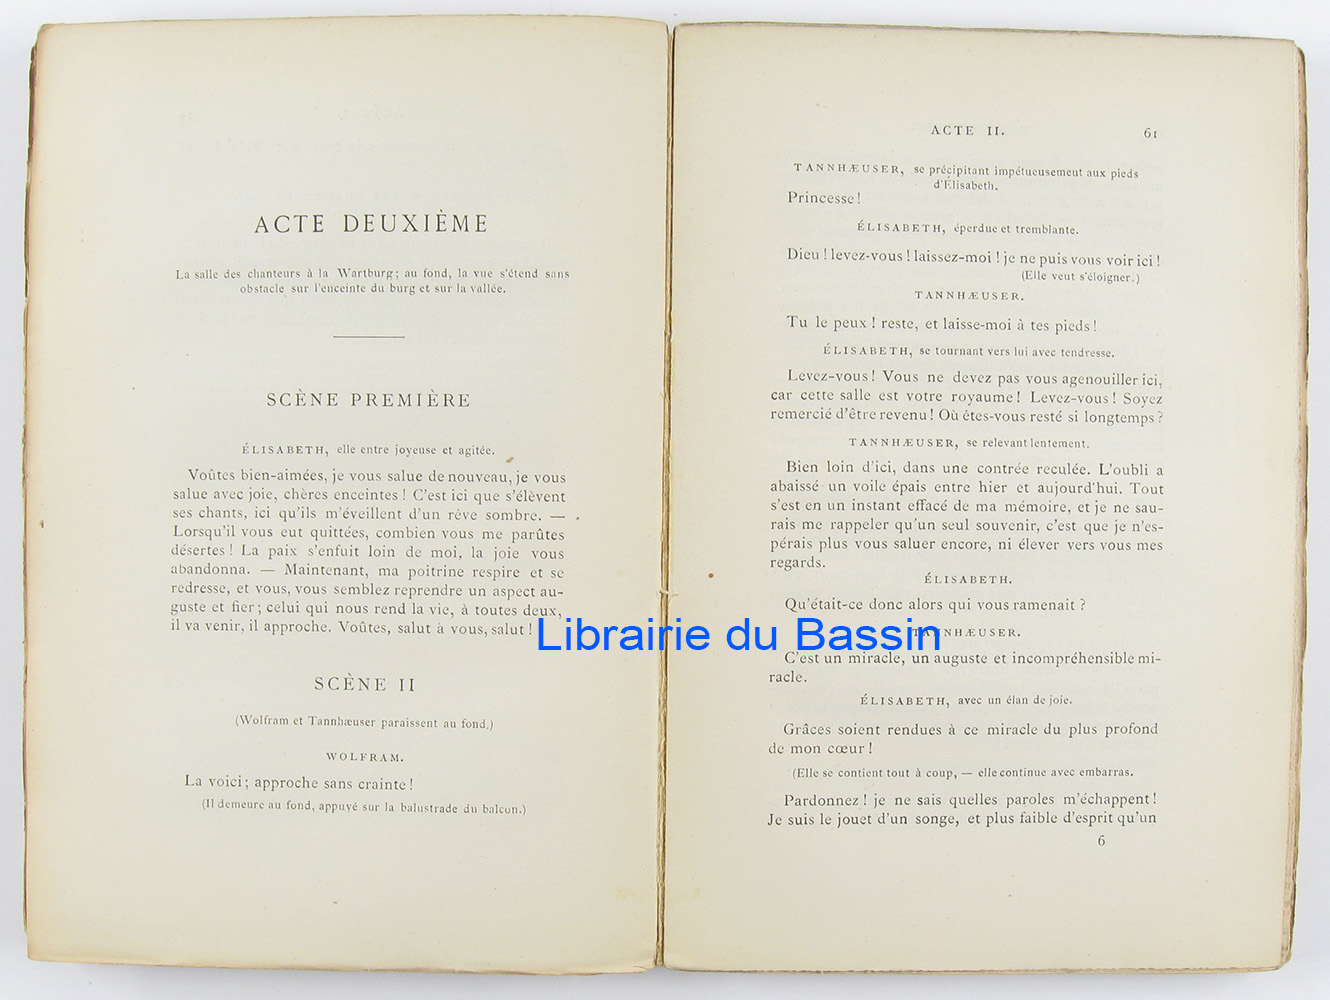 ACTE DEUXIÈME
La salle des chanteurs à la Wartburg; au fond, la vue s'étend sans
obstacle sur l'enceinte du burg et sur la vallée.
SCÈNE PREMIÈRE
ÉLISABETH, elle entre joyeuse et agitée.
Voûtes bien-aimées, je vous salue de nouveau, je vous
salue avec joie, chères enceintes ! C'est ici que s'élèvent
ses chants, ici qu'ils m'éveillent d'un rêve sombre. —
Lorsqu'il vous eut quittées, combien vous me parûtes
désertes ! La paix s'enfuit loin de moi, la joie vous
abandonna. — Maintenant, ma poitrine respire et se
redresse, et vous, vous semblez reprendre un aspect au-
guste et fier ; celui qui nous rend la vie, à toutes deux,
il va venir, il approche. Voûtes, salut à vous, salut !
SCÈNE II
(Wolfram et Tannhæuser paraissent au fond.)
WOLFRAM.
La voici ; approche sans crainte !
(Il demeure au fond, appuyé sur la balustrade du balcon.)
ACTE II. 61
TANNHÆUSER, se précipitant impétueusement aux pieds
d'Élisabeth.
Princesse !
ÉLISABETH, éperdue et tremblante.
Dieu ! levez-vous ! laissez-moi ! je ne puis vous voir ici !
(Elle veut s'éloigner.)
TANNHÆUSER.
Tu le peux ! reste, et laisse-moi à tes pieds !
ÉLISABETH, se tournant vers lui avec tendresse.
Levez-vous ! Vous ne devez pas vous agenouiller ici,
car cette salle est votre royaume ! Levez-vous ! Soyez
remercié d'être revenu ! Où êtes-vous resté si longtemps ?
TANNHÆUSER, se relevant lentement.
Bien loin d'ici, dans une contrée reculée. L'oubli a
abaissé un voile épais entre hier et aujourd'hui. Tout
s'est en un instant effacé de ma mémoire, et je ne sau-
rais me rappeler qu'un seul souvenir, c'est que je n'es-
pérais plus vous saluer encore, ni élever vers vous mes
regards.
ÉLISABETH.
Qu'était-ce donc alors qui vous ramenait ?
TANNHÆUSER.
C'est un miracle, un auguste et incompréhensible mi-
racle.
ÉLISABETH, avec un élan de joie.
Grâces soient rendues à ce miracle du plus profond
de mon cœur !
(Elle se contient tout à coup, — elle continue avec embarras.
Pardonnez ! je ne sais quelles paroles m'échappent !
Je suis le jouet d'un songe, et plus faible d'esprit qu'un
6
Librairie du Bassin